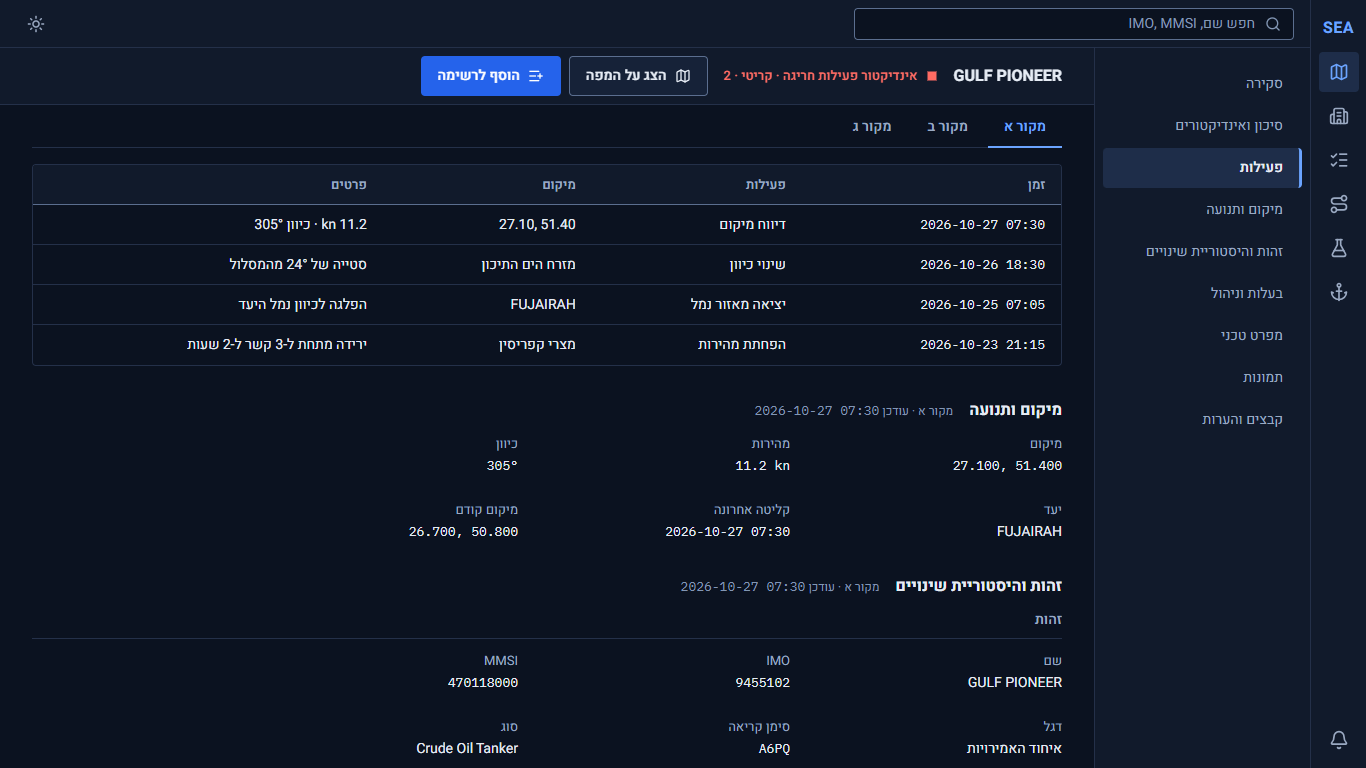 SEA
חפש שם, IMO, MMSI
סקירה
סיכון ואינדיקטורים
פעילות
מיקום ותנועה
זהות והיסטוריית שינויים
בעלות וניהול
מפרט טכני
תמונות
קבצים והערות
GULF PIONEER
אינדיקטור פעילות חריגה · קריטי · 2
הצג על המפה
הוסף לרשימה
מקור א מקור ב מקור ג
זמן פעילות מיקום פרטים
2026-10-27 07:30 דיווח מיקום 27.10, 51.40 11.2 kn · כיוון 305°
2026-10-26 18:30 שינוי כיוון מזרח הים התיכון סטייה של 24° מהמסלול
2026-10-25 07:05 יציאה מאזור נמל FUJAIRAH הפלגה לכיוון נמל היעד
2026-10-23 21:15 הפחתת מהירות מצרי קפריסין ירידה מתחת ל-3 קשר ל-2 שעות
מיקום ותנועה מקור א · עודכן 2026-10-27 07:30
מיקום מהירות כיוון
27.100, 51.400 11.2 kn 305°
יעד קליטה אחרונה מיקום קודם
FUJAIRAH 2026-10-27 07:30 26.700, 50.800
זהות והיסטוריית שינויים מקור א · עודכן 2026-10-27 07:30
זהות
שם IMO MMSI
GULF PIONEER 9455102 470118000
דגל סימן קריאה סוג
איחוד האמירויות A6PQ Crude Oil Tanker